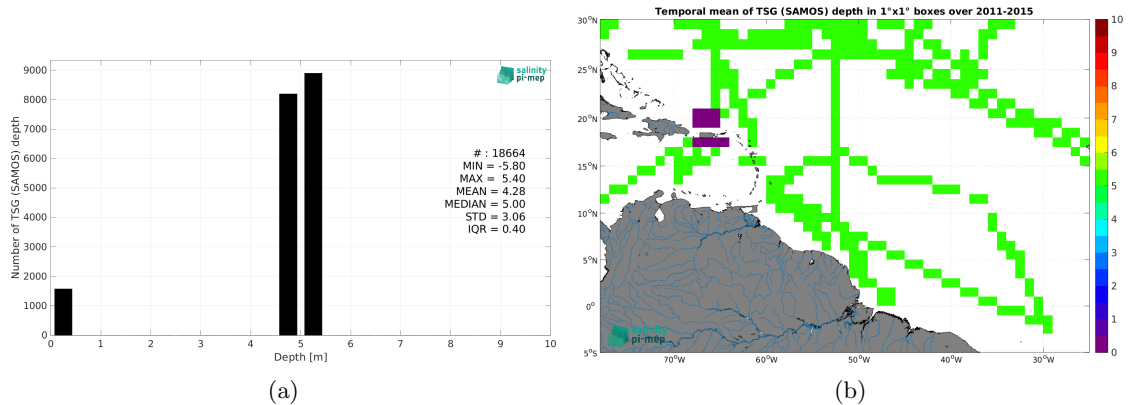 9000
8000
7000
6000
5000
4000
3000
2000
1000
0
Number of TSG (SAMOS) depth
salinity
pi-mep
# : 18664
MIN = -5.80
MAX = 5.40
MEAN = 4.28
MEDIAN = 5.00
STD = 3.06
IQR = 0.40
0 1 2 3 4 5 6 7 8 9 10
Depth [m]
(a)
Temporal mean of TSG (SAMOS) depth in 1°x1° boxes over 2011-2015
30°N
25°N
20°N
15°N
10°N
5°N
0°
5°S
salinity
pi-mep
70°W 60°W 50°W 40°W 30°W
10
9
8
7
6
5
4
3
2
1
0
(b)